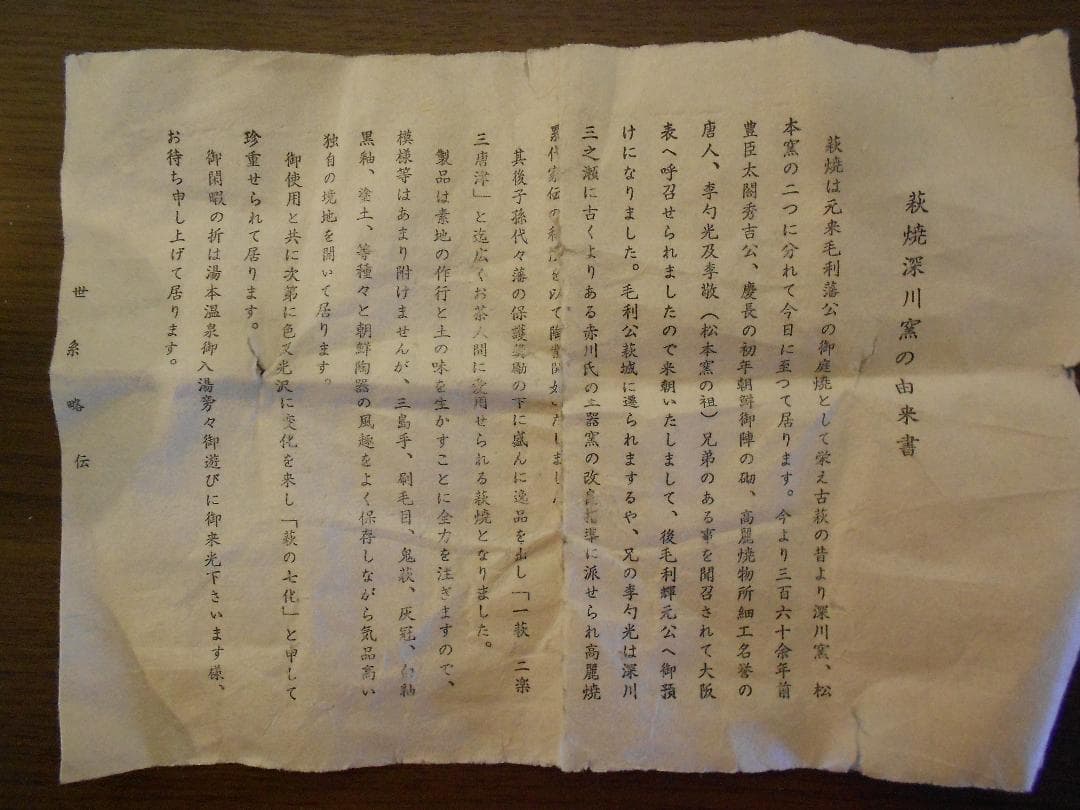 萩焼深川窯の由来書
萩焼は元来毛利藩公の御庭焼として栄え古萩の昔より深川窯、松
本窯の二つに分れて今日に至つて居ります。今より三百六十余年前
豊臣太閤秀吉公、慶長の初年朝鮮御陣の砌、高麗焼物所細工名誉の
唐人、李勺光及李敬（松本窯の祖）兄弟のある事を聞召されて大阪
表へ呼召せられましたので来朝いたしまして、後毛利輝元公へ御預
けになりました。毛利公萩城に遷られまするや、兄の李勺光は深川
三之瀬に古くよりある赤川氏の土器窯の改良指導に派せられ高麗焼
累代家伝の秘法を以て陶業開始いたしました
其後子孫代々藩の保護奨励の下に盛んに逸品を出し「一萩 二楽
三唐津」と迄広くお茶人間に愛用せられる萩焼となりました。
製品は素地の作行と土の味を生かすことに全力を注ぎますので、
模様等はあまり附けませんが、三島手、刷毛目、鬼萩、灰冠、白釉
黒釉、塗土、等種々と朝鮮陶器の風趣をよく保存しながら気品高い
独自の境地を開いて居ります。
御使用と共に次第に色又光沢に変化を来し「萩の七化」と申して
珍重せられて居ります。
御閑暇の折は湯本温泉御入湯旁々御遊びに御来光下さいます様、
お待ち申し上げて居ります。
世系略伝